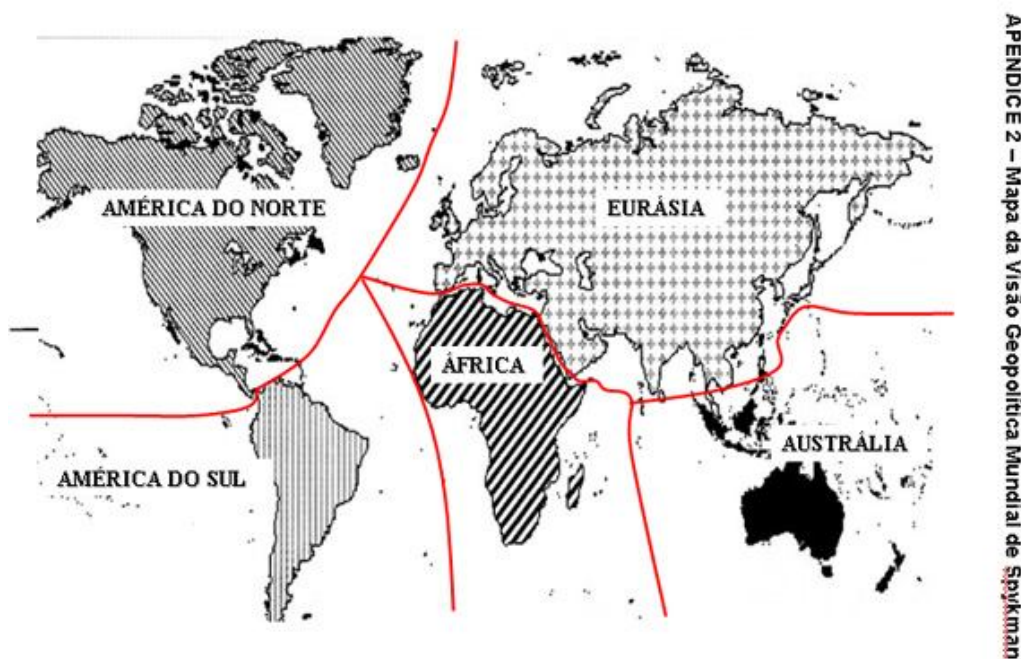 APENDICE 2 – Mapa da Visão Geopolítica Mundial de Spykman
AMÉRICA DO NORTE
EURÁSIA
ÁFRICA
AUSTRÁLIA
AMÉRICA DO SUL